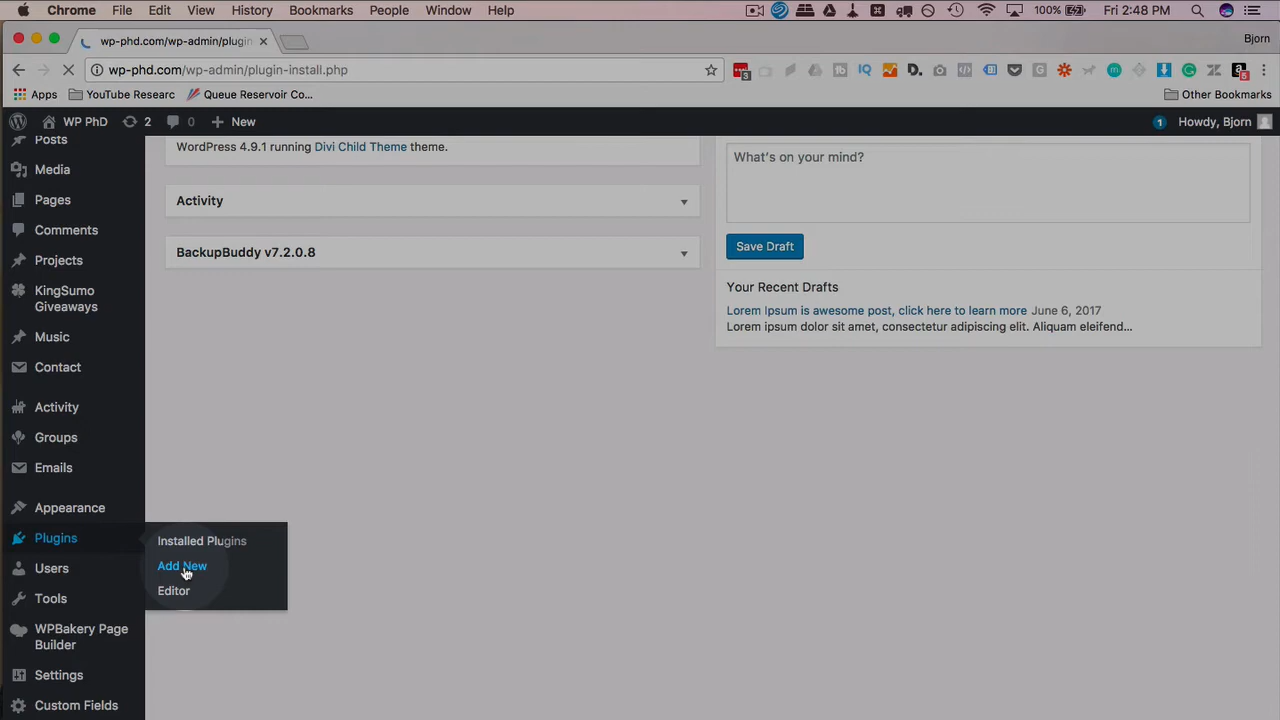 Chrome File Edit View History Bookmarks People Window Help 100% Fri 2:48 PM
wp-phd.com/wp-admin/plugin Bjorn
wp-phd.com/wp-admin/plugin-install.php
Apps YouTube Researc Queue Reservoir Co... Other Bookmarks
WP PhD 2 0 New 1 Howdy, Bjorn
Posts
Media
Pages
Comments
Projects
KingSumo
Giveaways
Music
Contact
Activity
Groups
Emails
Appearance
Plugins
Users
Tools
WPBakery Page
Builder
Settings
Custom Fields
Installed Plugins
Add New
Editor
WordPress 4.9.1 running Divi Child Theme theme.
Activity
BackupBuddy v7.2.0.8
What's on your mind?
Save Draft
Your Recent Drafts
Lorem Ipsum is awesome post, click here to learn more June 6, 2017
Lorem ipsum dolor sit amet, consectetur adipiscing elit. Aliquam eleifend...